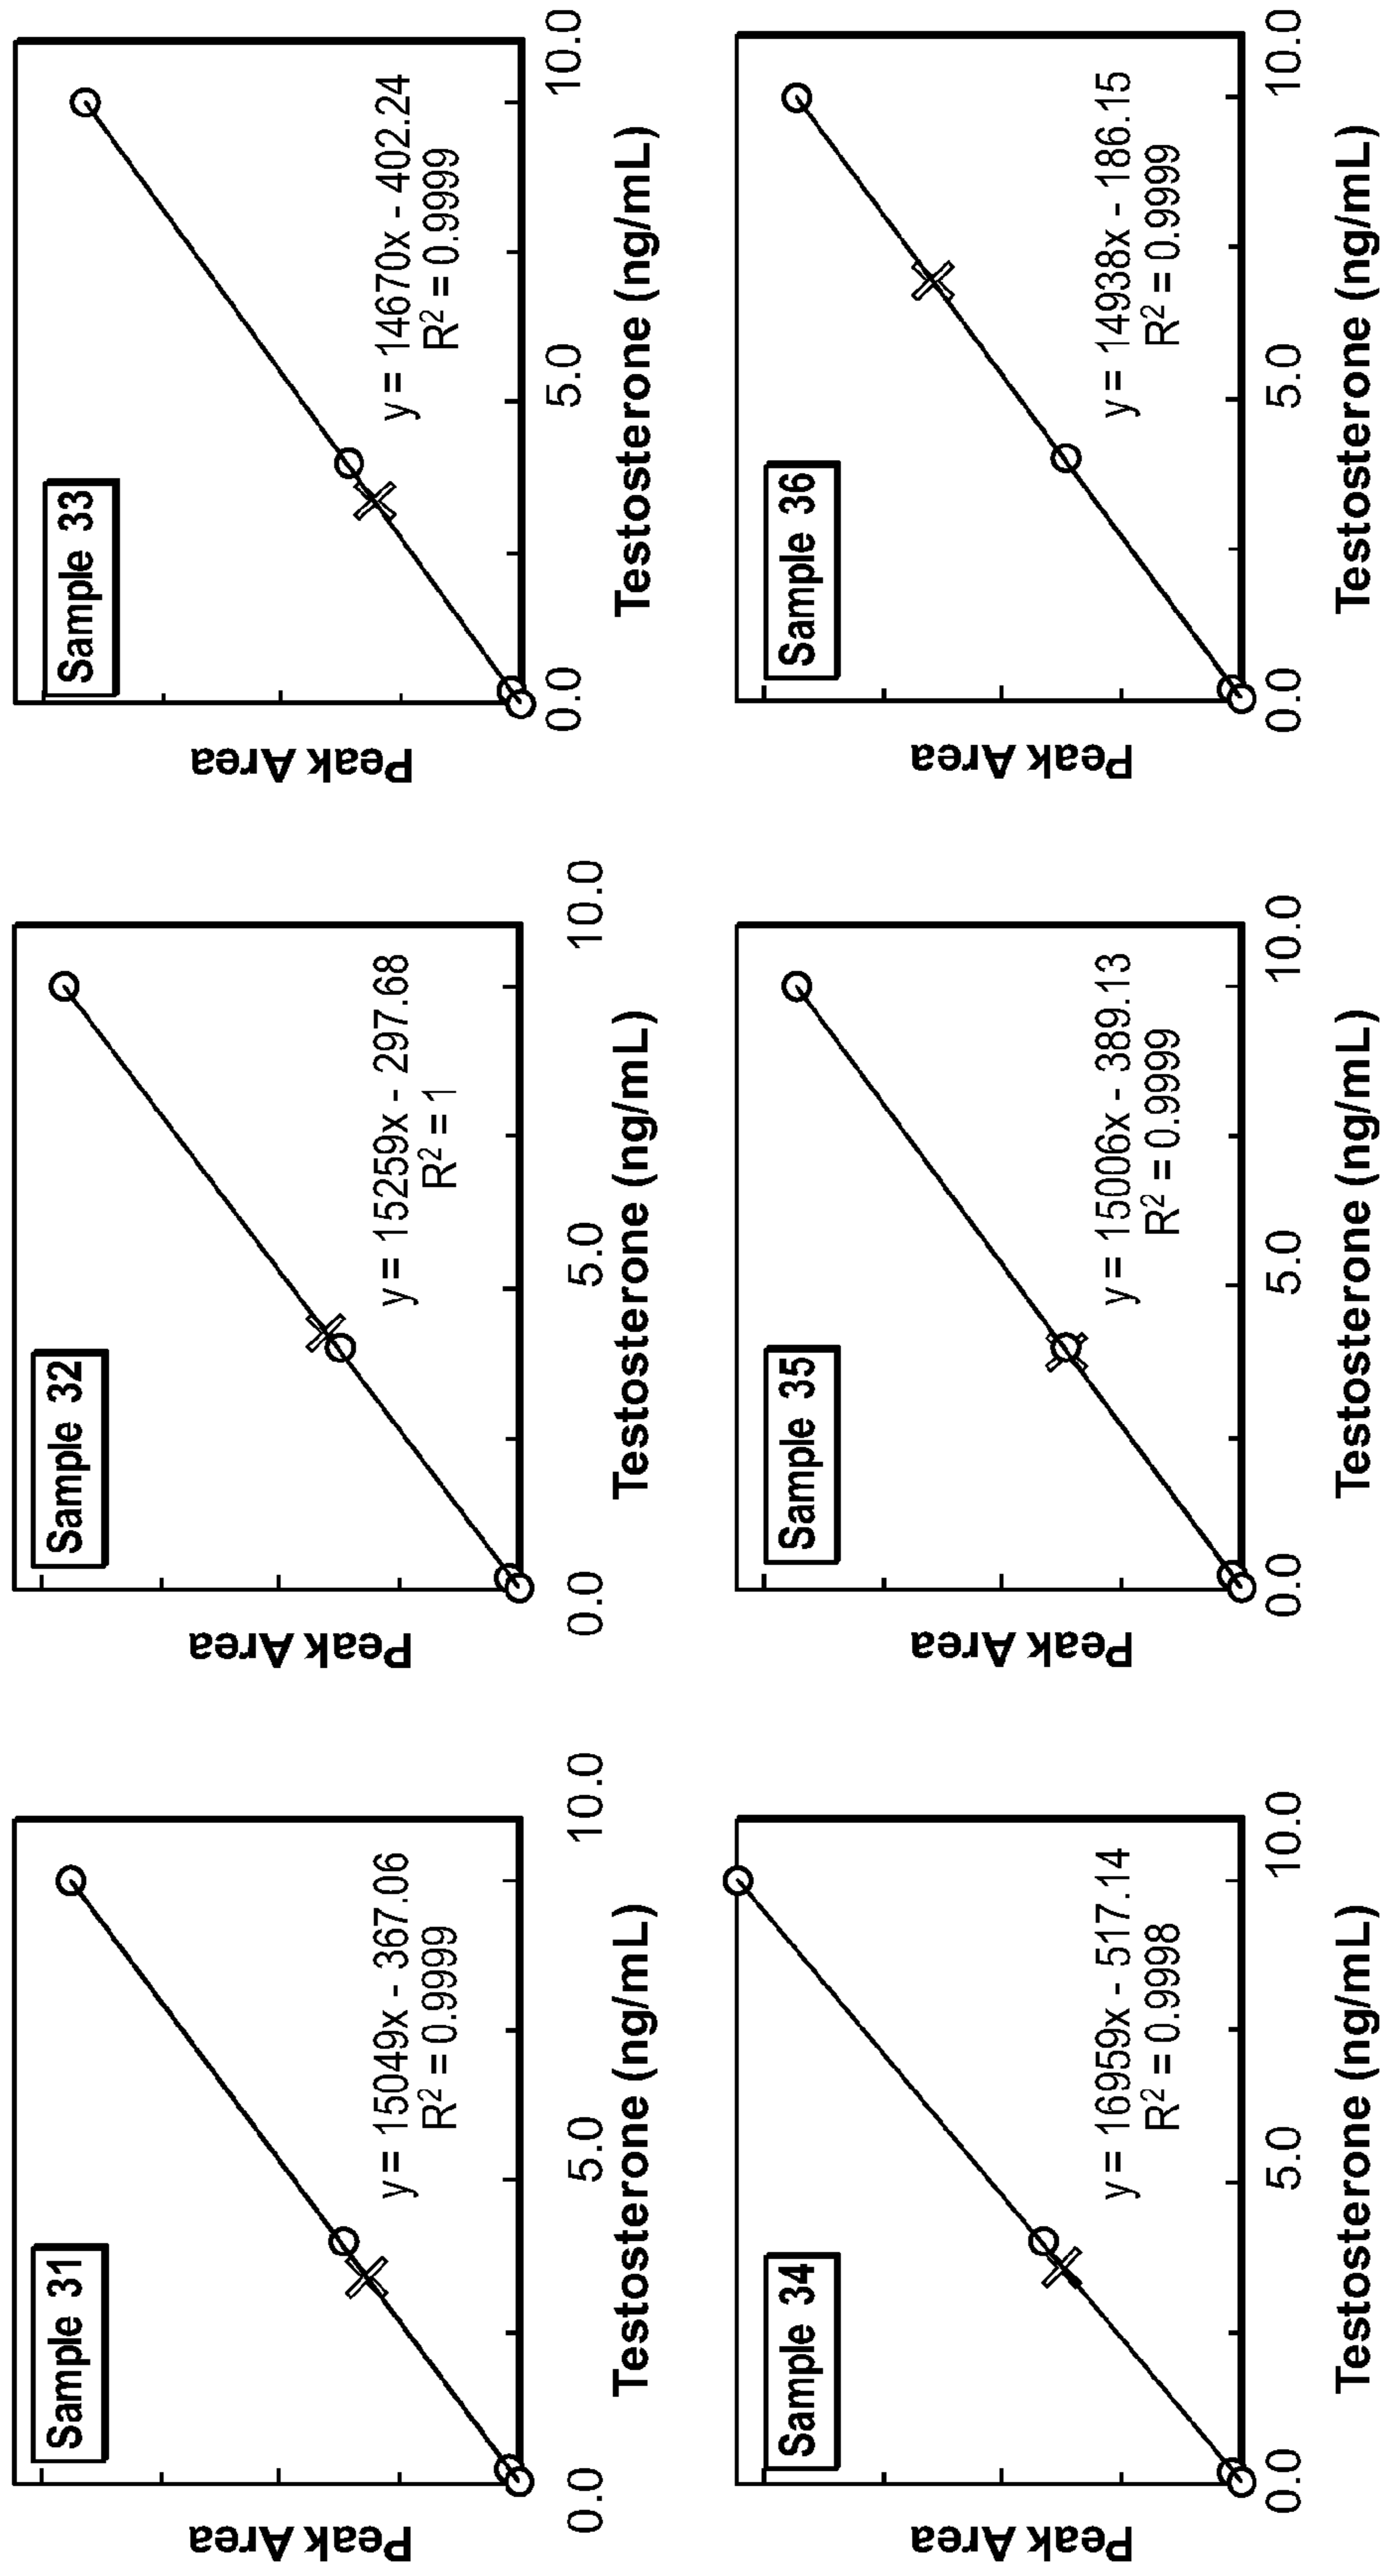 Sample 31
Peak Area
y = 15049x - 367.06
R² = 0.9999
0.0 5.0 10.0
Testosterone (ng/mL)
Sample 32
Peak Area
y = 15259x - 297.68
R² = 1
0.0 5.0 10.0
Testosterone (ng/mL)
Sample 33
Peak Area
y = 14670x - 402.24
R² = 0.9999
0.0 5.0 10.0
Testosterone (ng/mL)
Sample 34
Peak Area
y = 16959x - 517.14
R² = 0.9998
0.0 5.0 10.0
Testosterone (ng/mL)
Sample 35
Peak Area
y = 15006x - 389.13
R² = 0.9999
0.0 5.0 10.0
Testosterone (ng/mL)
Sample 36
Peak Area
y = 14938x - 186.15
R² = 0.9999
0.0 5.0 10.0
Testosterone (ng/mL)